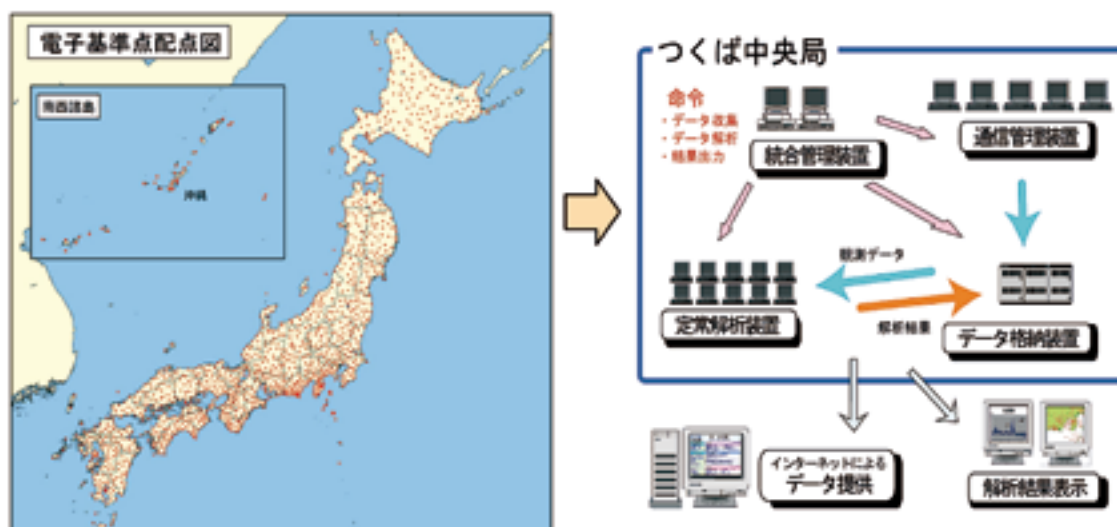 電子基準点配点図
南西諸島
沖縄
つくば中央局
命令
・データ収集
・データ解析
・結果出力
統合管理装置
通信管理装置
観測データ
定常解析装置
解析結果
データ格納装置
インターネットによる
データ提供
解析結果表示